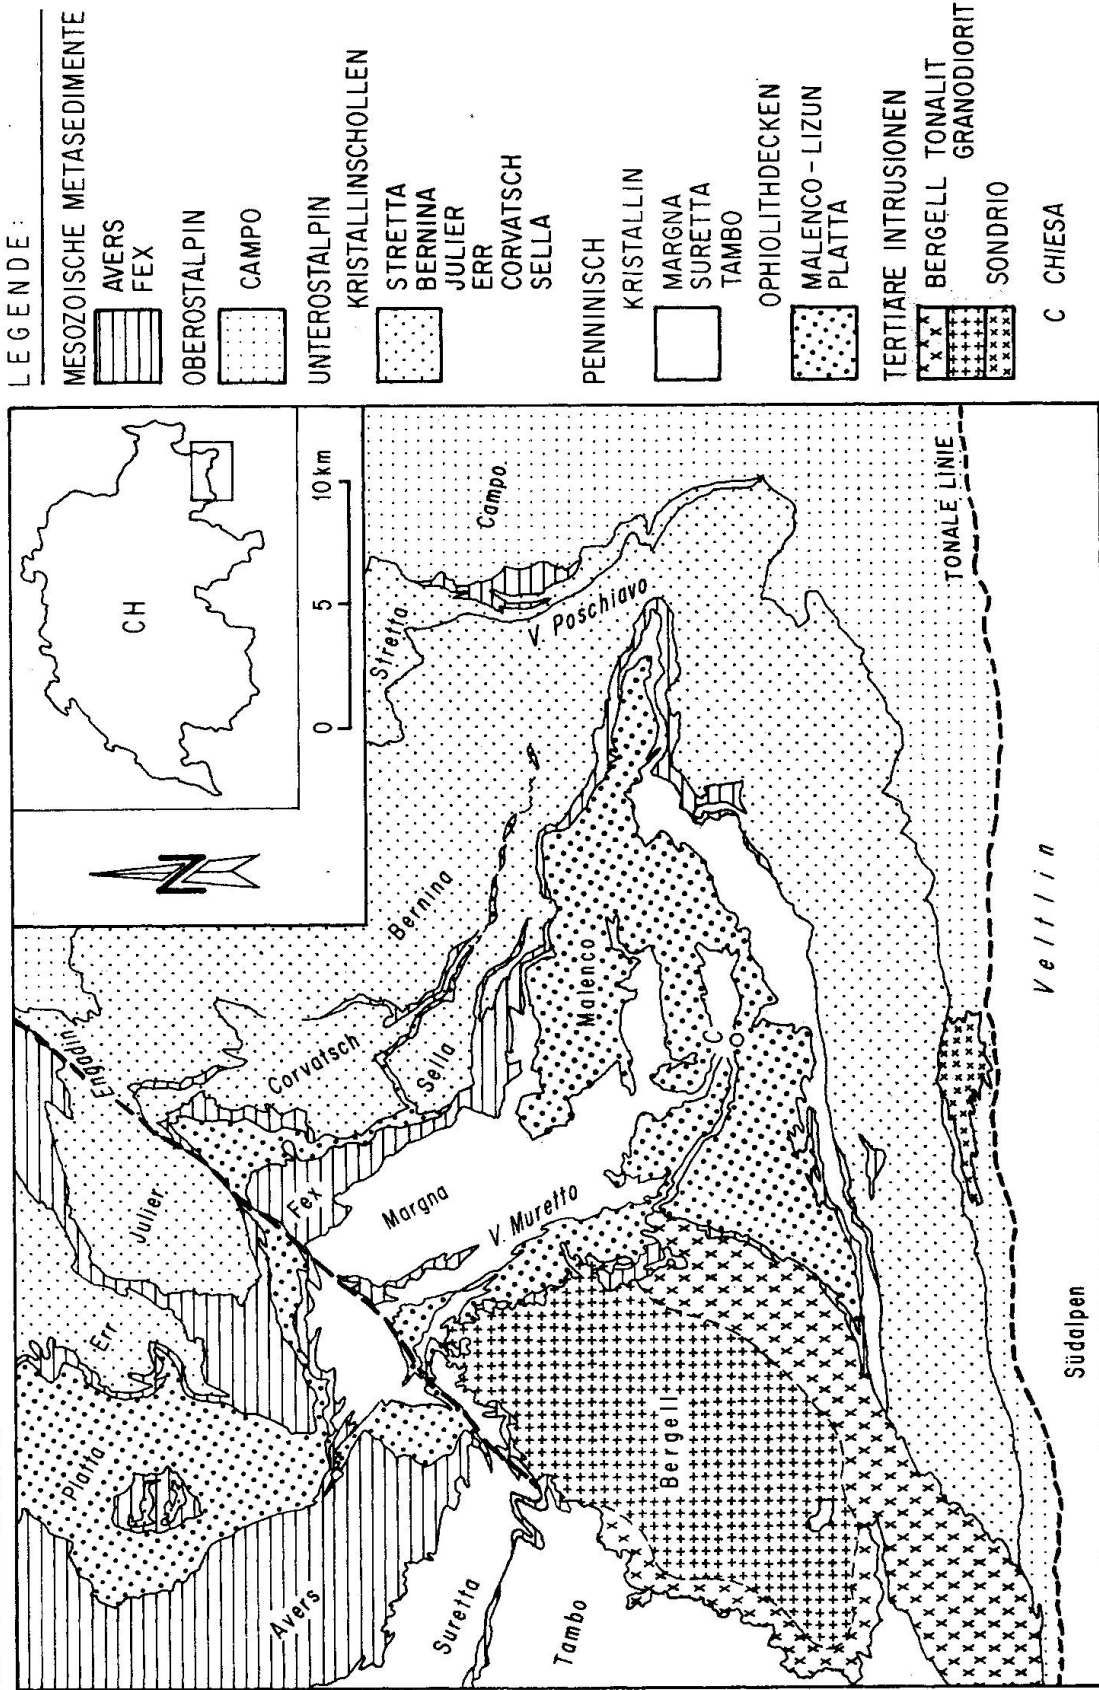 LEGENDE:
MESOZOISCHE METASEDIMENTE
AVERS
FEX
OBEROSTALPIN
CAMPO
UNTEROSTALPIN
KRISTALLINSCHOLLEN
STRETTA
BERNINA
JULIER
ERR
CORVATSCH
SELLA
PENNINISCH
KRISTALLIN
MARGNA
SURETTA
TAMBO
OPHIOLITHDECKEN
MALENCO-LIZUN
PLATTA
TERTIÄRE INTRUSIONEN
BERGELL TONALIT
GRANODIORIT
SONDRIO
C CHIESA
CH
N
0 5 10km
Platta
Err
Julier
Engadin
Avers
Fex
Corvatsch
Sella
Bernina
Stretta
Campo
V. Poschiavo
Suretta
Tambo
Margna
V. Muretto
Malenco
C
Bergell
TONALE LINIE
Veltlin
Südalpen